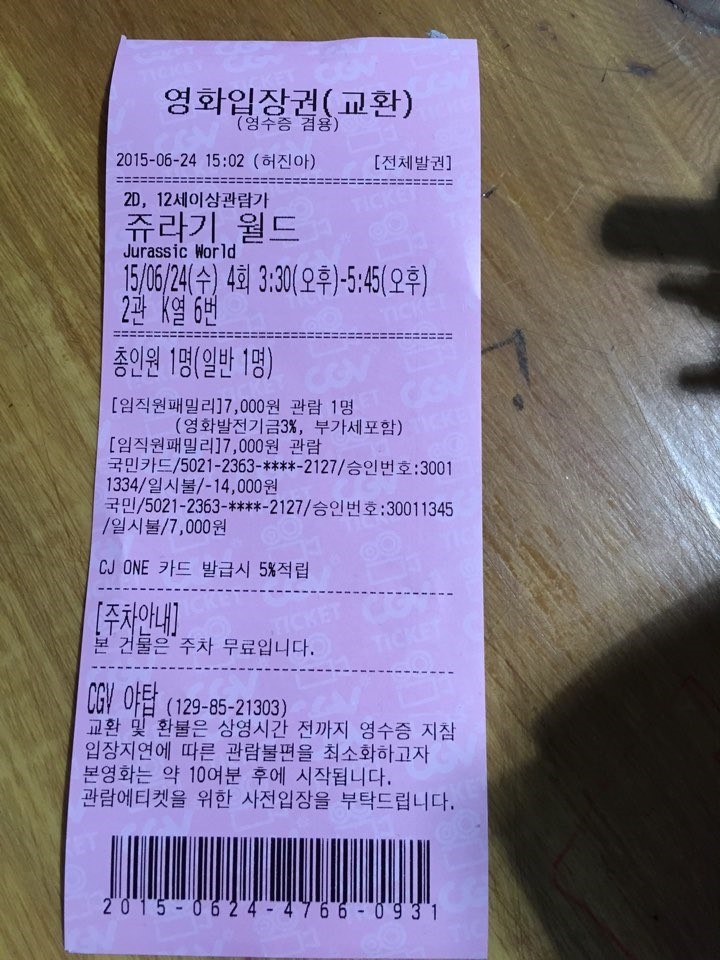 영화입장권(교환)
(영수증 겸용)
2015-06-24 15:02 (허진아) [전체발권]
2D, 12세이상관람가
쥬라기 월드
Jurassic World
15/06/24(수) 4회 3:30(오후)-5:45(오후)
2관 K열 6번
총인원 1명(일반 1명)
[임직원패밀리]7,000원 관람 1명
(영화발전기금3%, 부가세포함)
[임직원패밀리]7,000원 관람
국민카드/5021-2363-****-2127/승인번호:3001
1334/일시불/-14,000원
국민/5021-2363-****-2127/승인번호:30011345
/일시불/7,000원
CJ ONE 카드 발급시 5%적립
[주차안내]
본 건물은 주차 무료입니다.
CGV 야탑 (129-85-21303)
교환 및 환불은 상영시간 전까지 영수증 지참
입장지연에 따른 관람불편을 최소화하고자
본영화는 약 10여분 후에 시작됩니다.
관람에티켓을 위한 사전입장을 부탁드립니다.
2015-0624-4766-0931